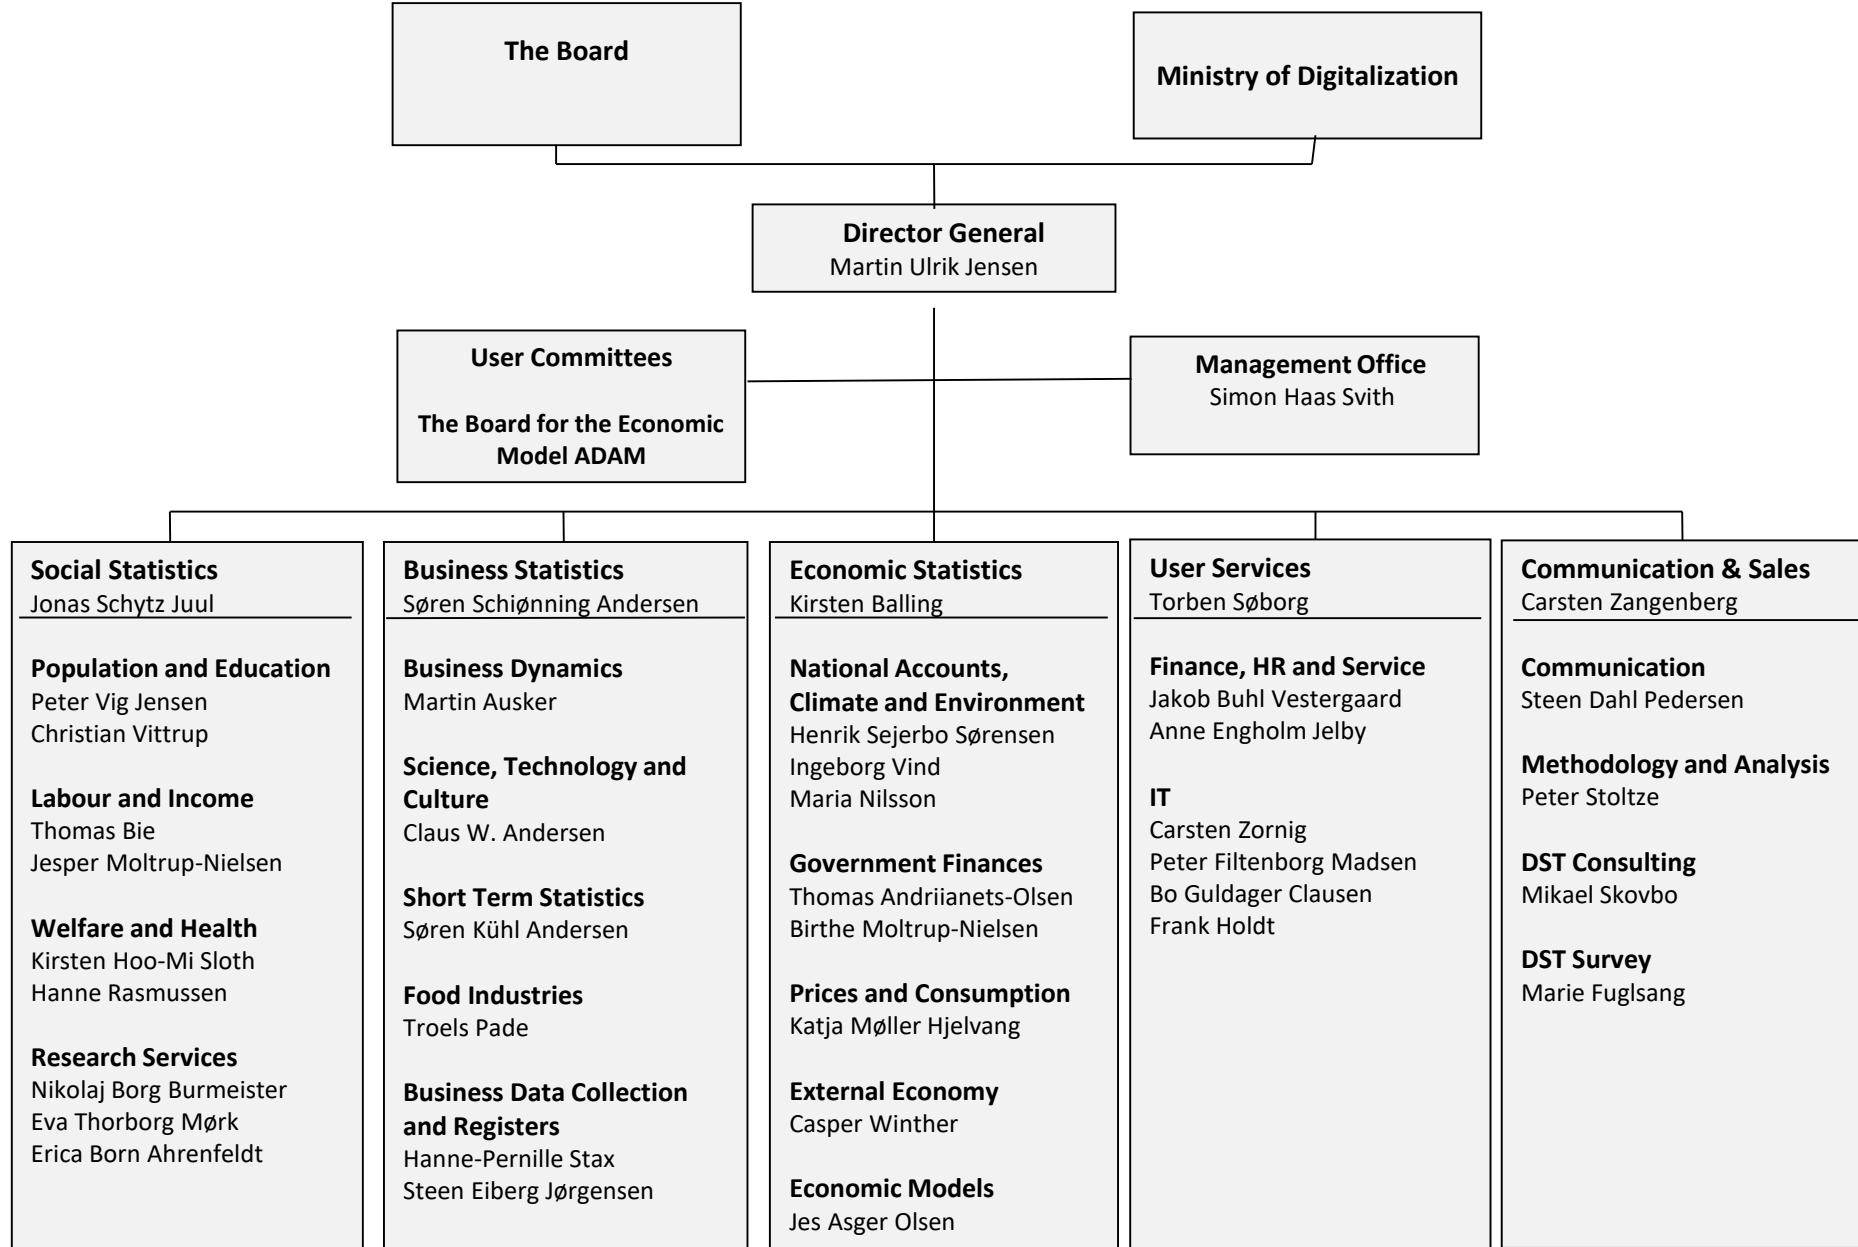 The Board
Ministry of Digitalization
Director General
Martin Ulrik Jensen
User Committees
The Board for the Economic
Model ADAM
Management Office
Simon Haas Svith
Social Statistics
Jonas Schytz Juul
Population and Education
Peter Vig Jensen
Christian Vittrup
Labour and Income
Thomas Bie
Jesper Moltrup-Nielsen
Welfare and Health
Kirsten Hoo-Mi Sloth
Hanne Rasmussen
Research Services
Nikolaj Borg Burmeister
Eva Thorborg Mørk
Erica Born Ahrenfeldt
Business Statistics
Søren Schiønning Andersen
Business Dynamics
Martin Ausker
Science, Technology and
Culture
Claus W. Andersen
Short Term Statistics
Søren Kühl Andersen
Food Industries
Troels Pade
Business Data Collection
and Registers
Hanne-Pernille Stax
Steen Eiberg Jørgensen
Economic Statistics
Kirsten Balling
National Accounts,
Climate and Environment
Henrik Sejerbo Sørensen
Ingeborg Vind
Maria Nilsson
Government Finances
Thomas Andriianets-Olsen
Birthe Moltrup-Nielsen
Prices and Consumption
Katja Møller Hjelvang
External Economy
Casper Winther
Economic Models
Jes Asger Olsen
User Services
Torben Søborg
Finance, HR and Service
Jakob Buhl Vestergaard
Anne Engholm Jelby
IT
Carsten Zornig
Peter Filtenborg Madsen
Bo Guldager Clausen
Frank Holdt
Communication & Sales
Carsten Zangenberg
Communication
Steen Dahl Pedersen
Methodology and Analysis
Peter Stoltze
DST Consulting
Mikael Skovbo
DST Survey
Marie Fuglsang